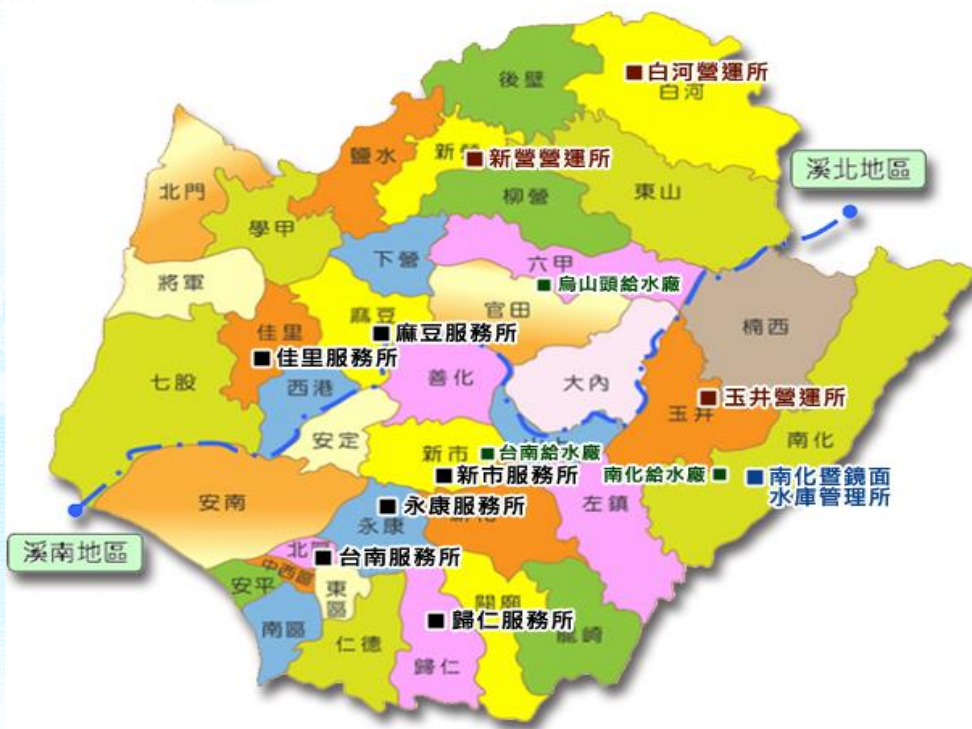 後壁
白河營運所
白河
鹽水
新營
新營營運所
北門
柳營
東山
溪北地區
學甲
下營
六甲
將軍
烏山頭給水廠
官田
麻豆
楠西
佳里
麻豆服務所
佳里服務所
七股
西港
善化
大內
玉井
玉井營運所
安定
南化
新市
台南給水廠
新市服務所
南化給水廠
南化暨鏡面
水庫管理所
安南
永康服務所
永康
左鎮
溪南地區
北區
台南服務所
中西區
安平
東區
關廟
南區
仁德
歸仁服務所
龍崎
歸仁